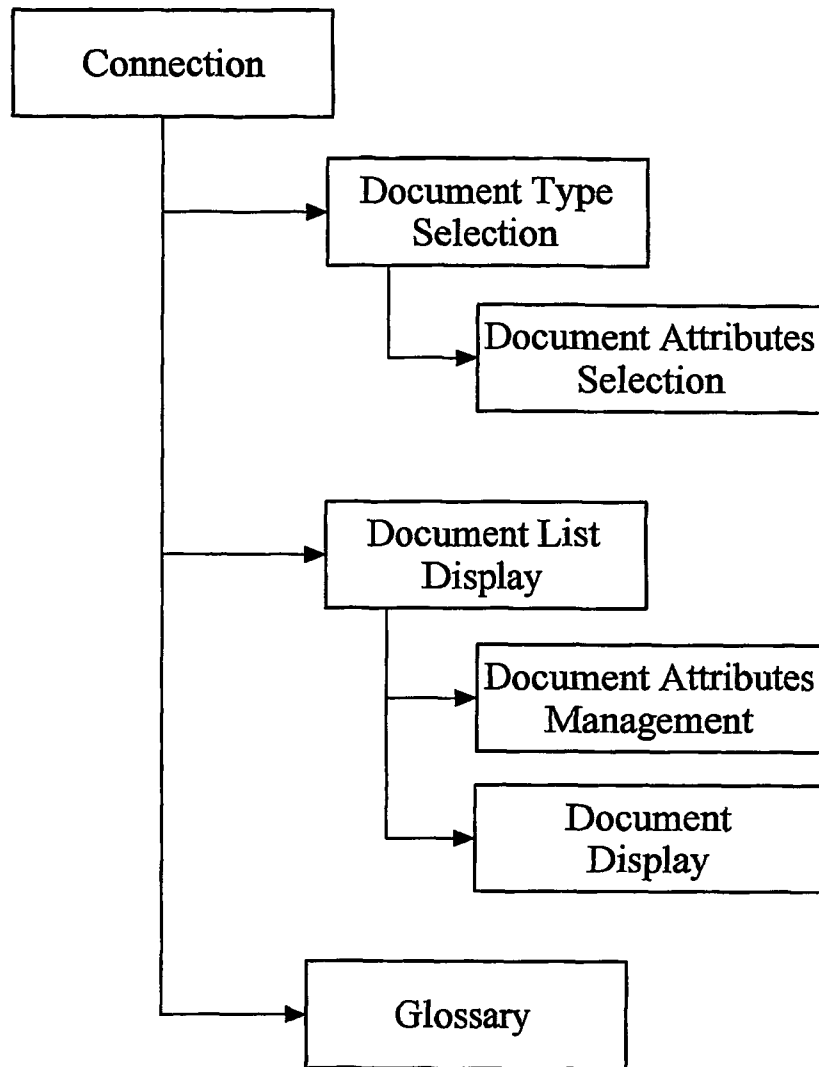 Connection
Document Type
Selection
Document Attributes
Selection
Document List
Display
Document Attributes
Management
Document
Display
Glossary